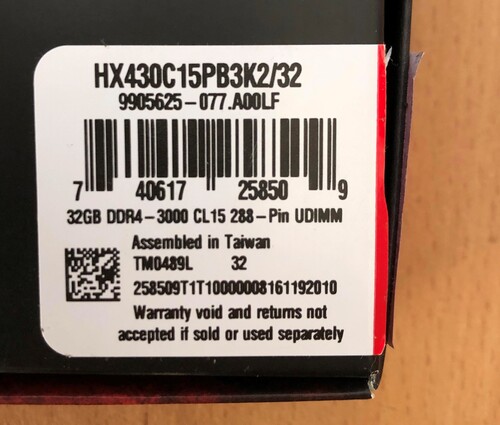 HX430C15PB3K2/32
9905625-077.A00LF
7 40617 25850 9
32GB DDR4-3000 CL15 288-Pin UDIMM
Assembled in Taiwan
TM0489L 32
258509T1T10000008161192010
Warranty void and returns not
accepted if sold or used separately